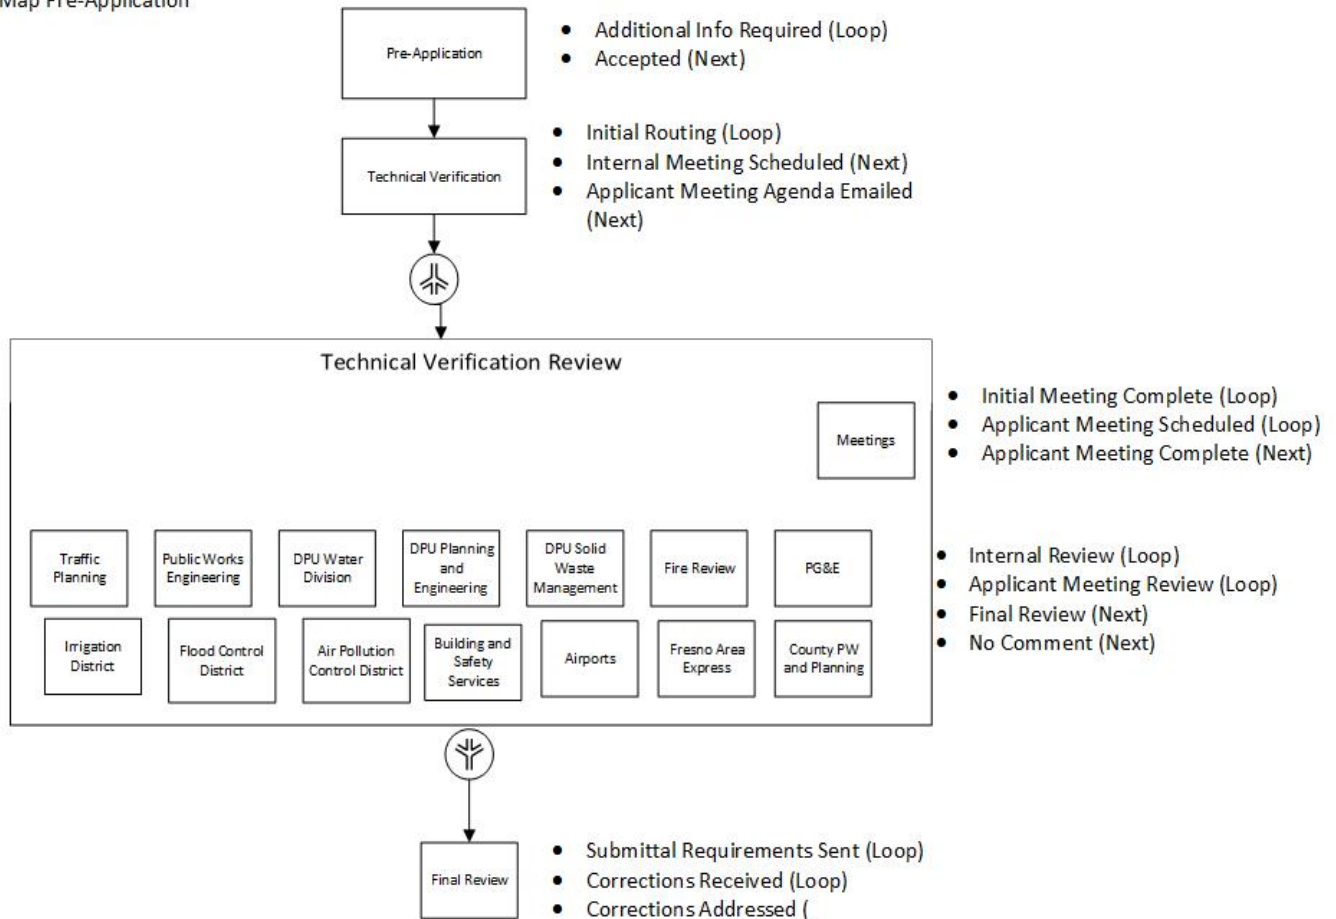 Map Pre-Application
Pre-Application
• Additional Info Required (Loop)
• Accepted (Next)
Technical Verification
• Initial Routing (Loop)
• Internal Meeting Scheduled (Next)
• Applicant Meeting Agenda Emailed
(Next)
Technical Verification Review
Meetings
• Initial Meeting Complete (Loop)
• Applicant Meeting Scheduled (Loop)
• Applicant Meeting Complete (Next)
Traffic
Planning
Public Works
Engineering
DPU Water
Division
DPU Planning
and
Engineering
DPU Solid
Waste
Management
Fire Review
PG&E
• Internal Review (Loop)
• Applicant Meeting Review (Loop)
• Final Review (Next)
• No Comment (Next)
Irrigation
District
Flood Control
District
Air Pollution
Control District
Building and
Safety
Services
Airports
Fresno Area
Express
County PW
and Planning
Final Review
• Submittal Requirements Sent (Loop)
• Corrections Received (Loop)
• Corrections Addressed (